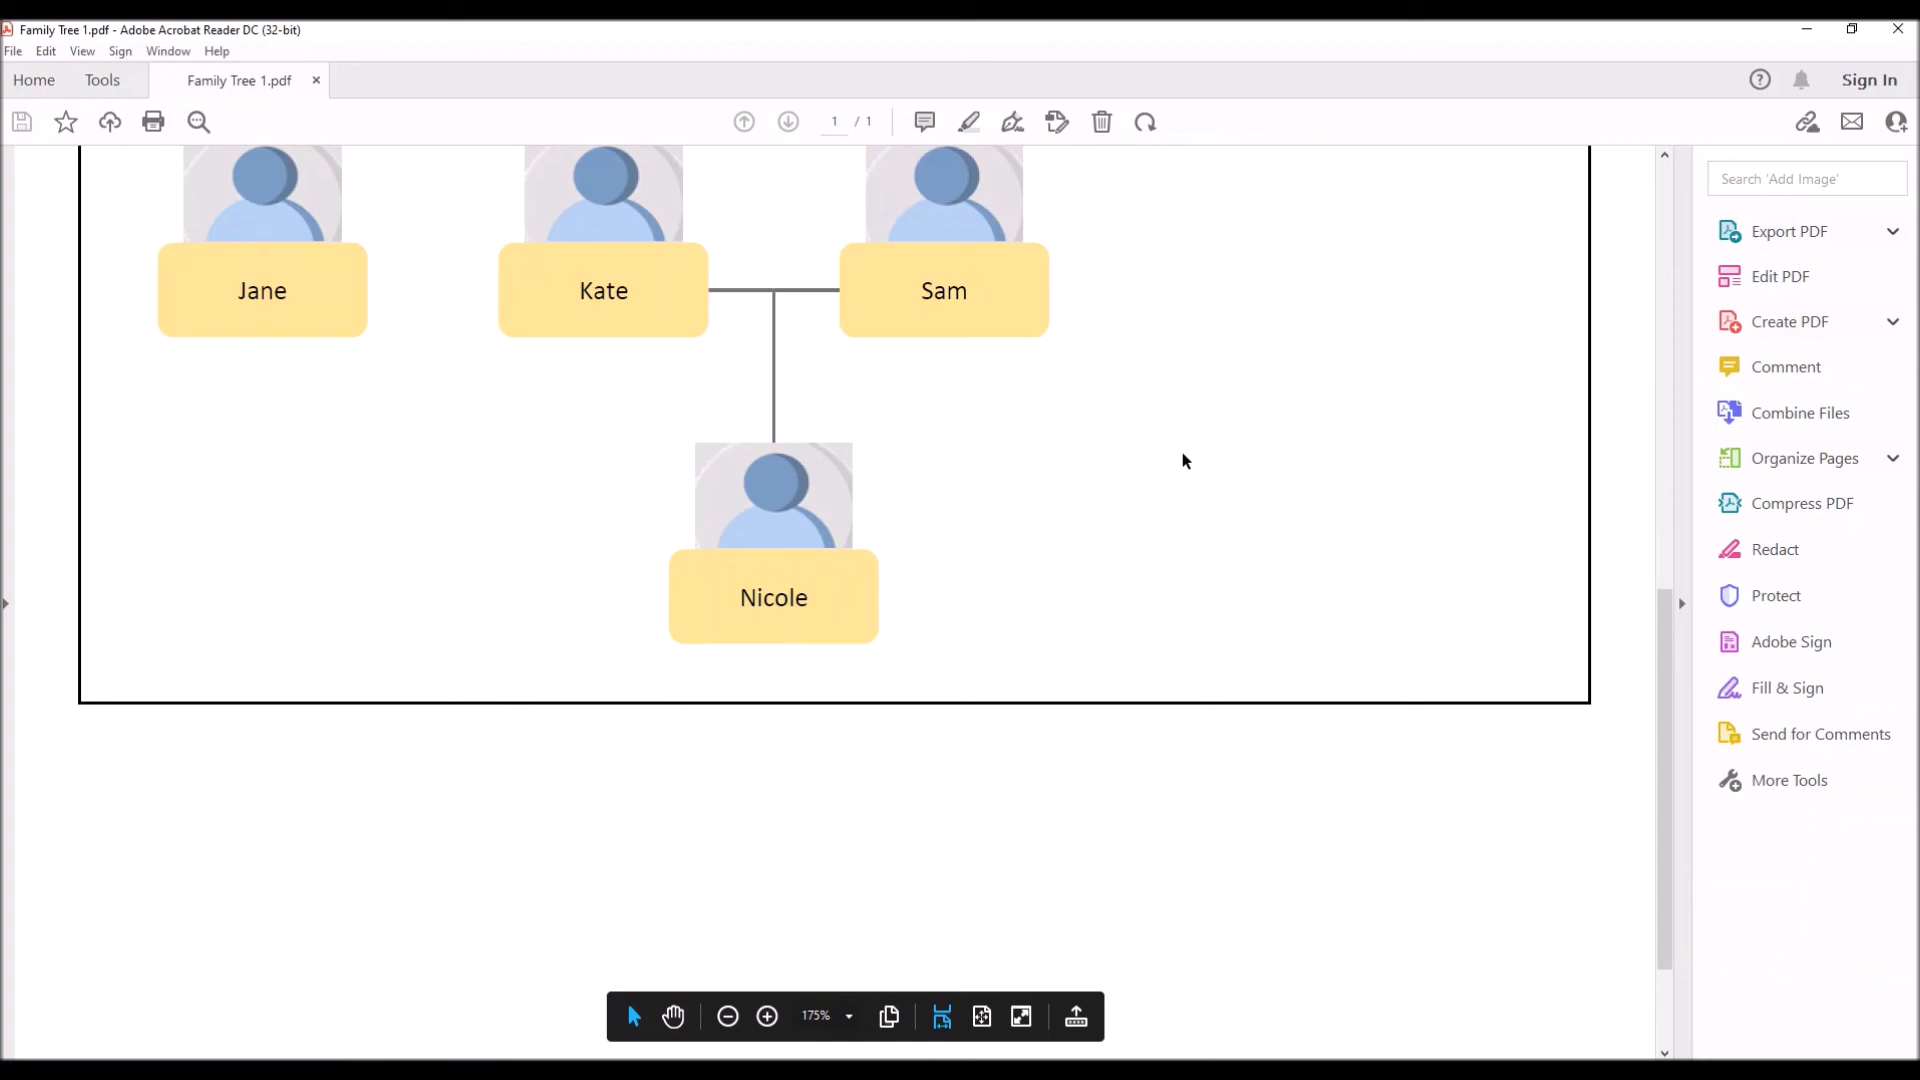 Family Tree 1.pdf - Adobe Acrobat Reader DC (32-bit)
File Edit View Sign Window Help
Home Tools Family Tree 1.pdf × Sign In
1 / 1
Search 'Add Image'
Export PDF
Edit PDF
Create PDF
Comment
Combine Files
Organize Pages
Compress PDF
Redact
Protect
Adobe Sign
Fill & Sign
Send for Comments
More Tools
Jane Kate Sam
Nicole
175%